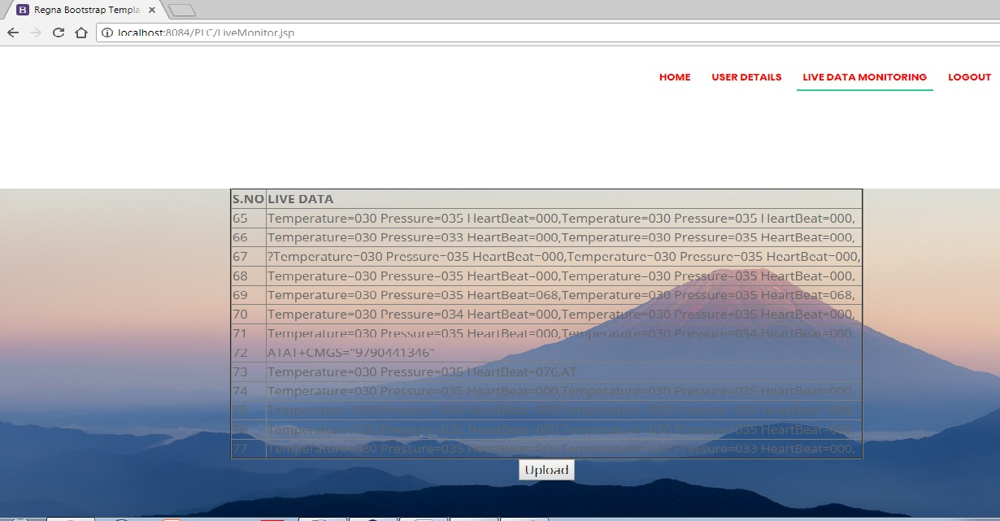 Regna Bootstrap Templa
localhost:8084/PLC/LiveMonitor.jsp
HOME USER DETAILS LIVE DATA MONITORING LOGOUT
S.NO LIVE DATA
65 Temperature=030 Pressure=035 HeartBeat=000,Temperature=030 Pressure=035 HeartBeat=000,
66 Temperature=030 Pressure=033 HeartBeat=000,Temperature=030 Pressure=035 HeartBeat=000,
67 ?Temperature=030 Pressure=035 HeartBeat=000,Temperature=030 Pressure=035 HeartBeat=000,
68 Temperature=030 Pressure=035 HeartBeat=000,Temperature=030 Pressure=035 HeartBeat=000,
69 Temperature=030 Pressure=035 HeartBeat=068,Temperature=030 Pressure=035 HeartBeat=068,
70 Temperature=030 Pressure=034 HeartBeat=000,Temperature=030 Pressure=035 HeartBeat=000,
71 Temperature=030 Pressure=035 HeartBeat=000,Temperature=030 Pressure=034 HeartBeat=000,
72 ATAT+CMGS="9790441346"
73 Temperature=030 Pressure=035 HeartBeat=076,AT
74 Temperature=030 Pressure=035 HeartBeat=000,Temperature=030 Pressure=035 HeartBeat=000,
75 Temperature=030 Pressure=035 HeartBeat=000,Temperature=030 Pressure=035 HeartBeat=000,
76 Temperature=030 Pressure=035 HeartBeat=000,Temperature=030 Pressure=035 HeartBeat=000,
77 Temperature=030 Pressure=035 HeartBeat=000,Temperature=030 Pressure=033 HeartBeat=000,
Upload